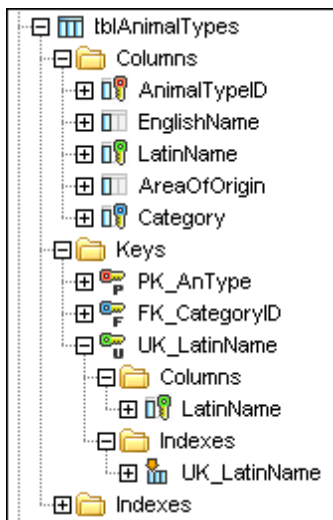 tblAnimalTypes
Columns
AnimalTypeID
EnglishName
LatinName
AreaOfOrigin
Category
Keys
P PK_AnType
F FK_CategoryID
U UK_LatinName
Columns
LatinName
Indexes
UK_LatinName
Indexes